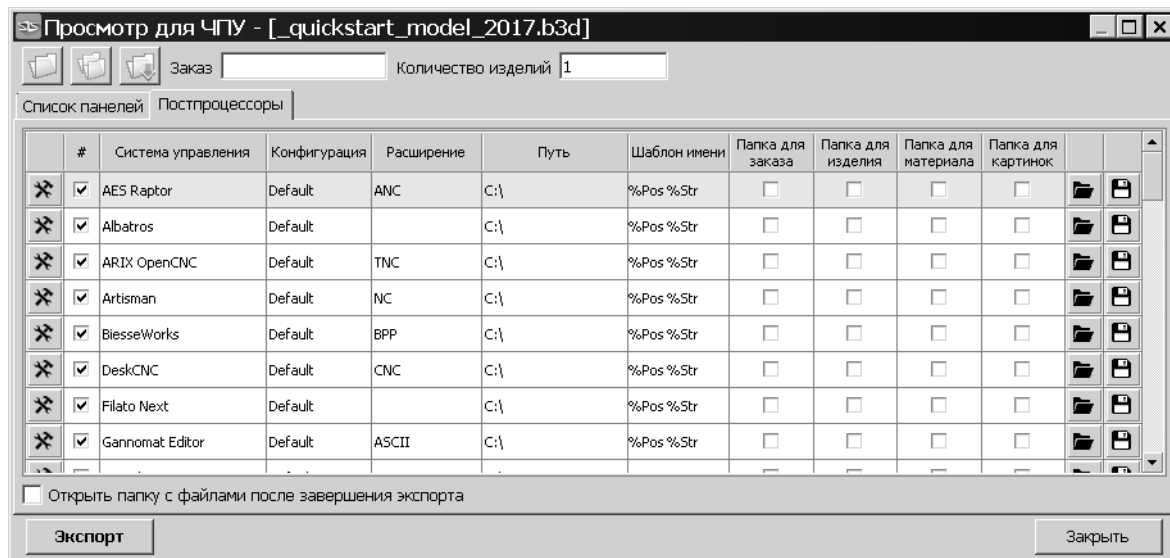 Просмотр для ЧПУ - [_quickstart_model_2017.b3d]
Заказ Количество изделий 1
Список панелей Постпроцессоры
# Система управления Конфигурация Расширение Путь Шаблон имени Папка для заказа Папка для изделия Папка для материала Папка для картинок
AES Raptor Default ANC C:\ %Pos %Str
Albatros Default C:\ %Pos %Str
ARIX OpenCNC Default TNC C:\ %Pos %Str
Artisman Default NC C:\ %Pos %Str
BiesseWorks Default BPP C:\ %Pos %Str
DeskCNC Default CNC C:\ %Pos %Str
Filato Next Default C:\ %Pos %Str
Gannomat Editor Default ASCII C:\ %Pos %Str
Открыть папку с файлами после завершения экспорта
Экспорт Закрыть